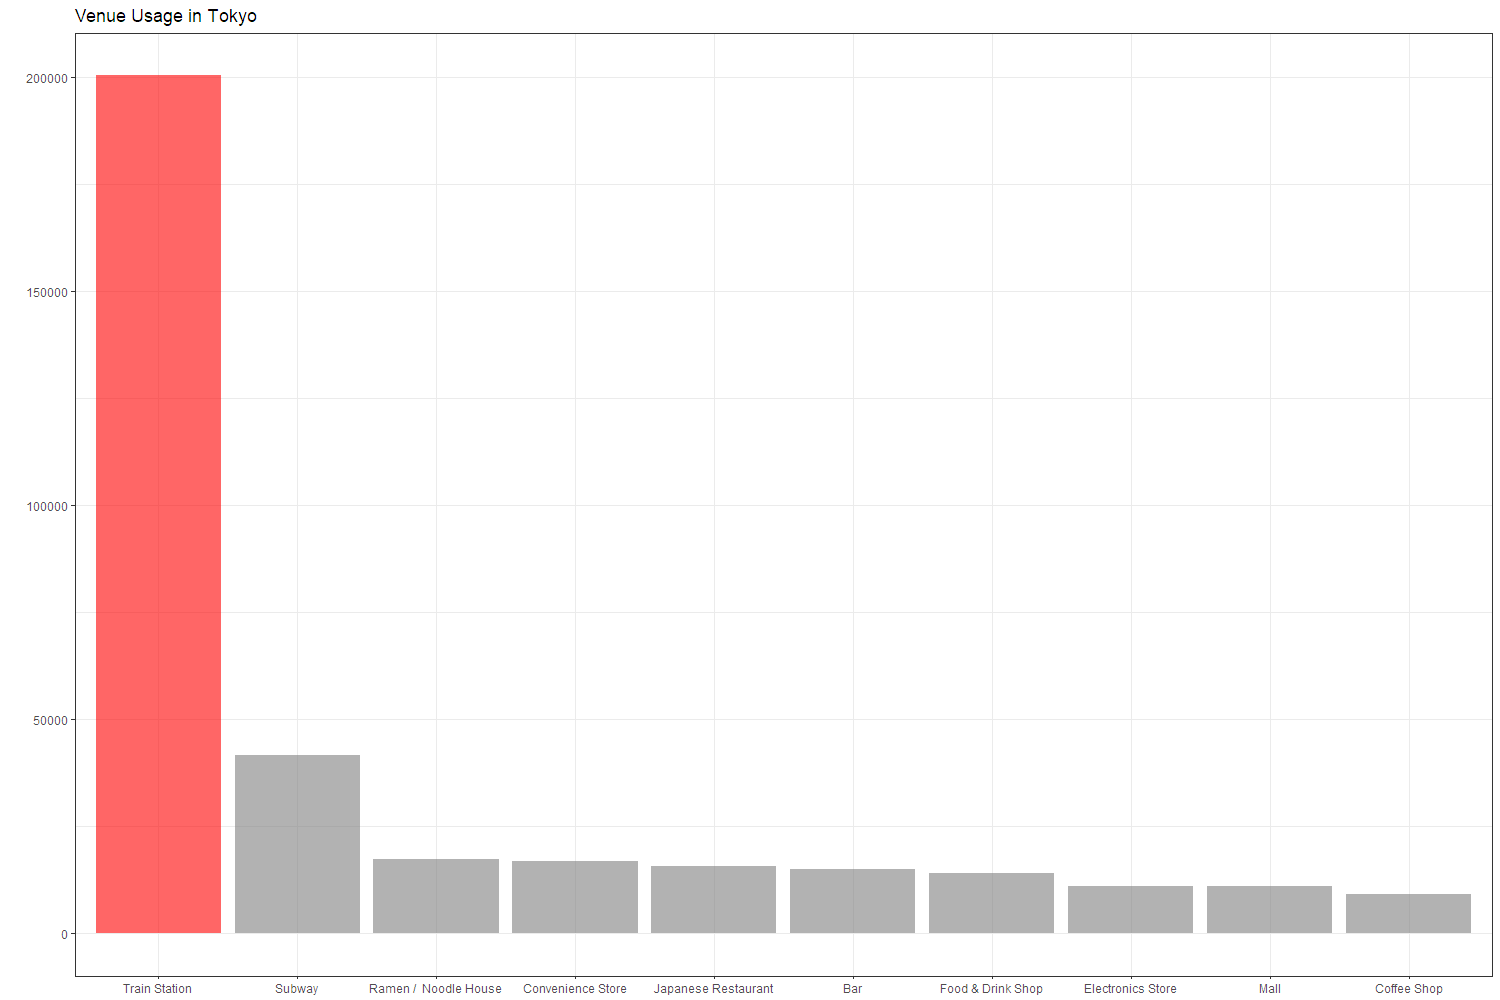 Venue Usage in Tokyo
200000
150000
100000
50000
0
Train Station Subway Ramen /  Noodle House Convenience Store Japanese Restaurant Bar Food & Drink Shop Electronics Store Mall Coffee Shop